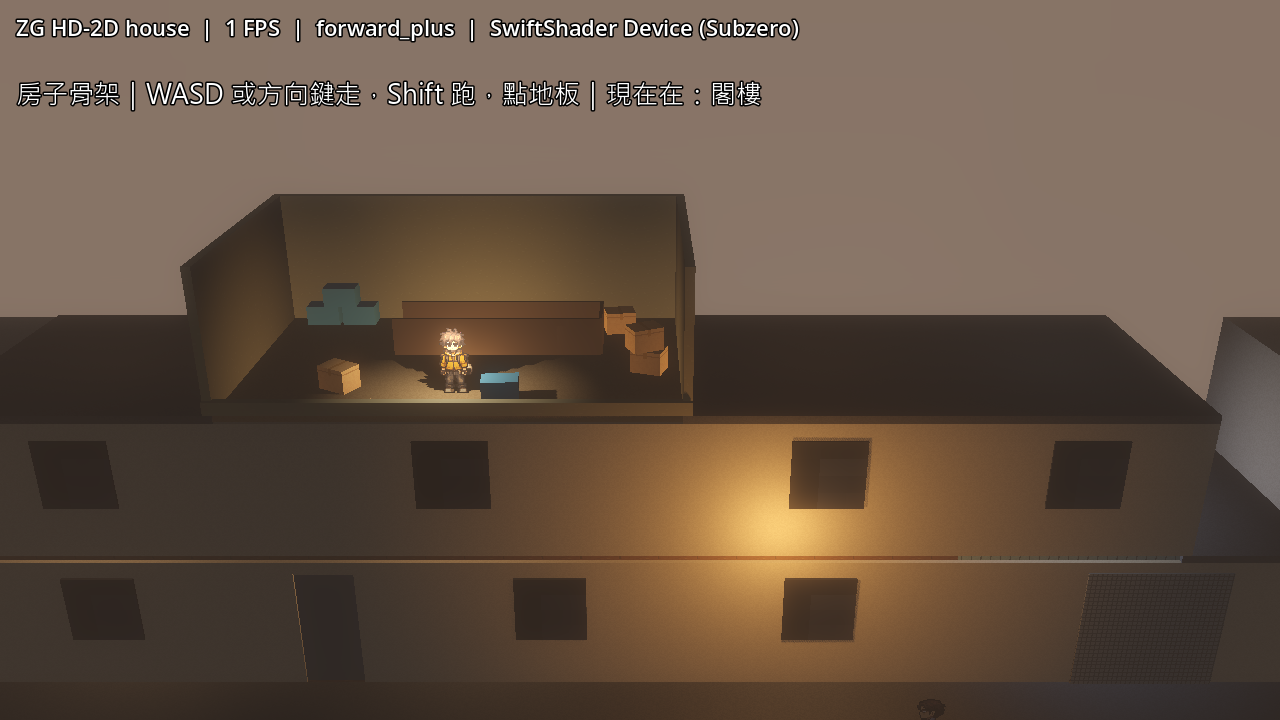 ZG HD-2D house | 1 FPS | forward_plus | SwiftShader Device (Subzero)
房子骨架 | WASD 或方向鍵走，Shift 跑，點地板 | 現在在：閣樓